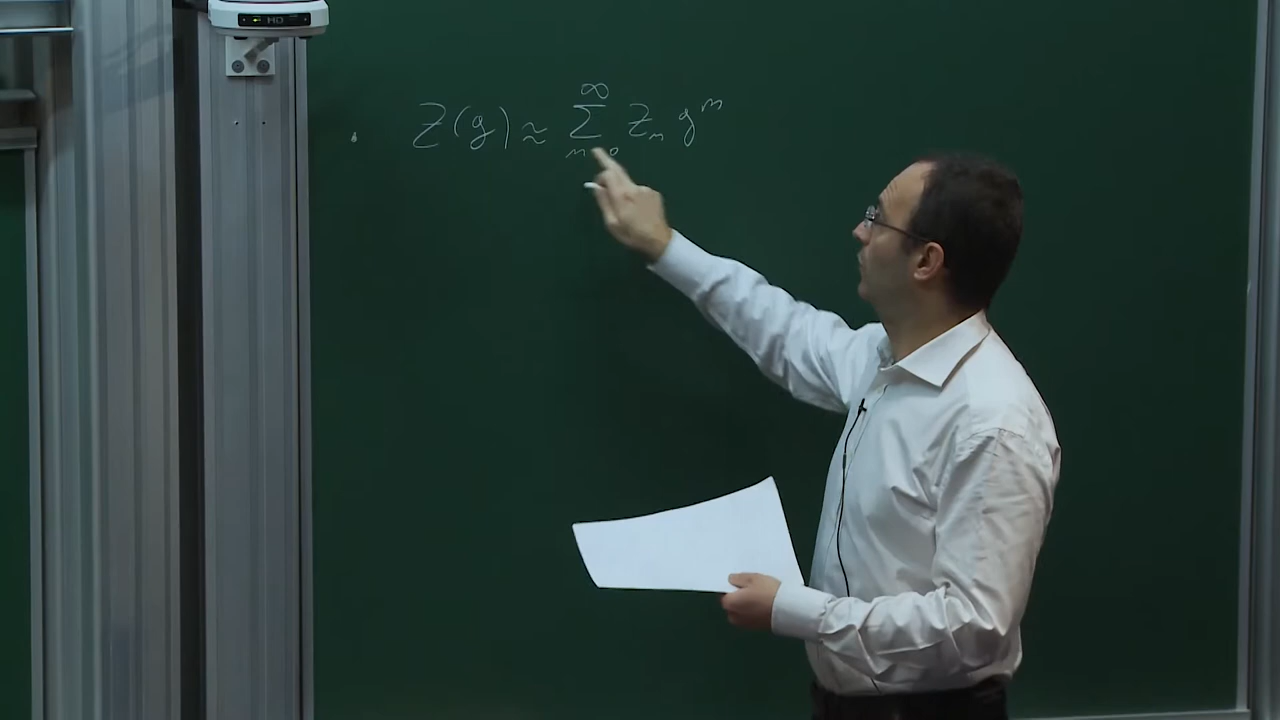 HD
Z(g) ≈ ∑_{n=0}^{∞} Z_n g^n